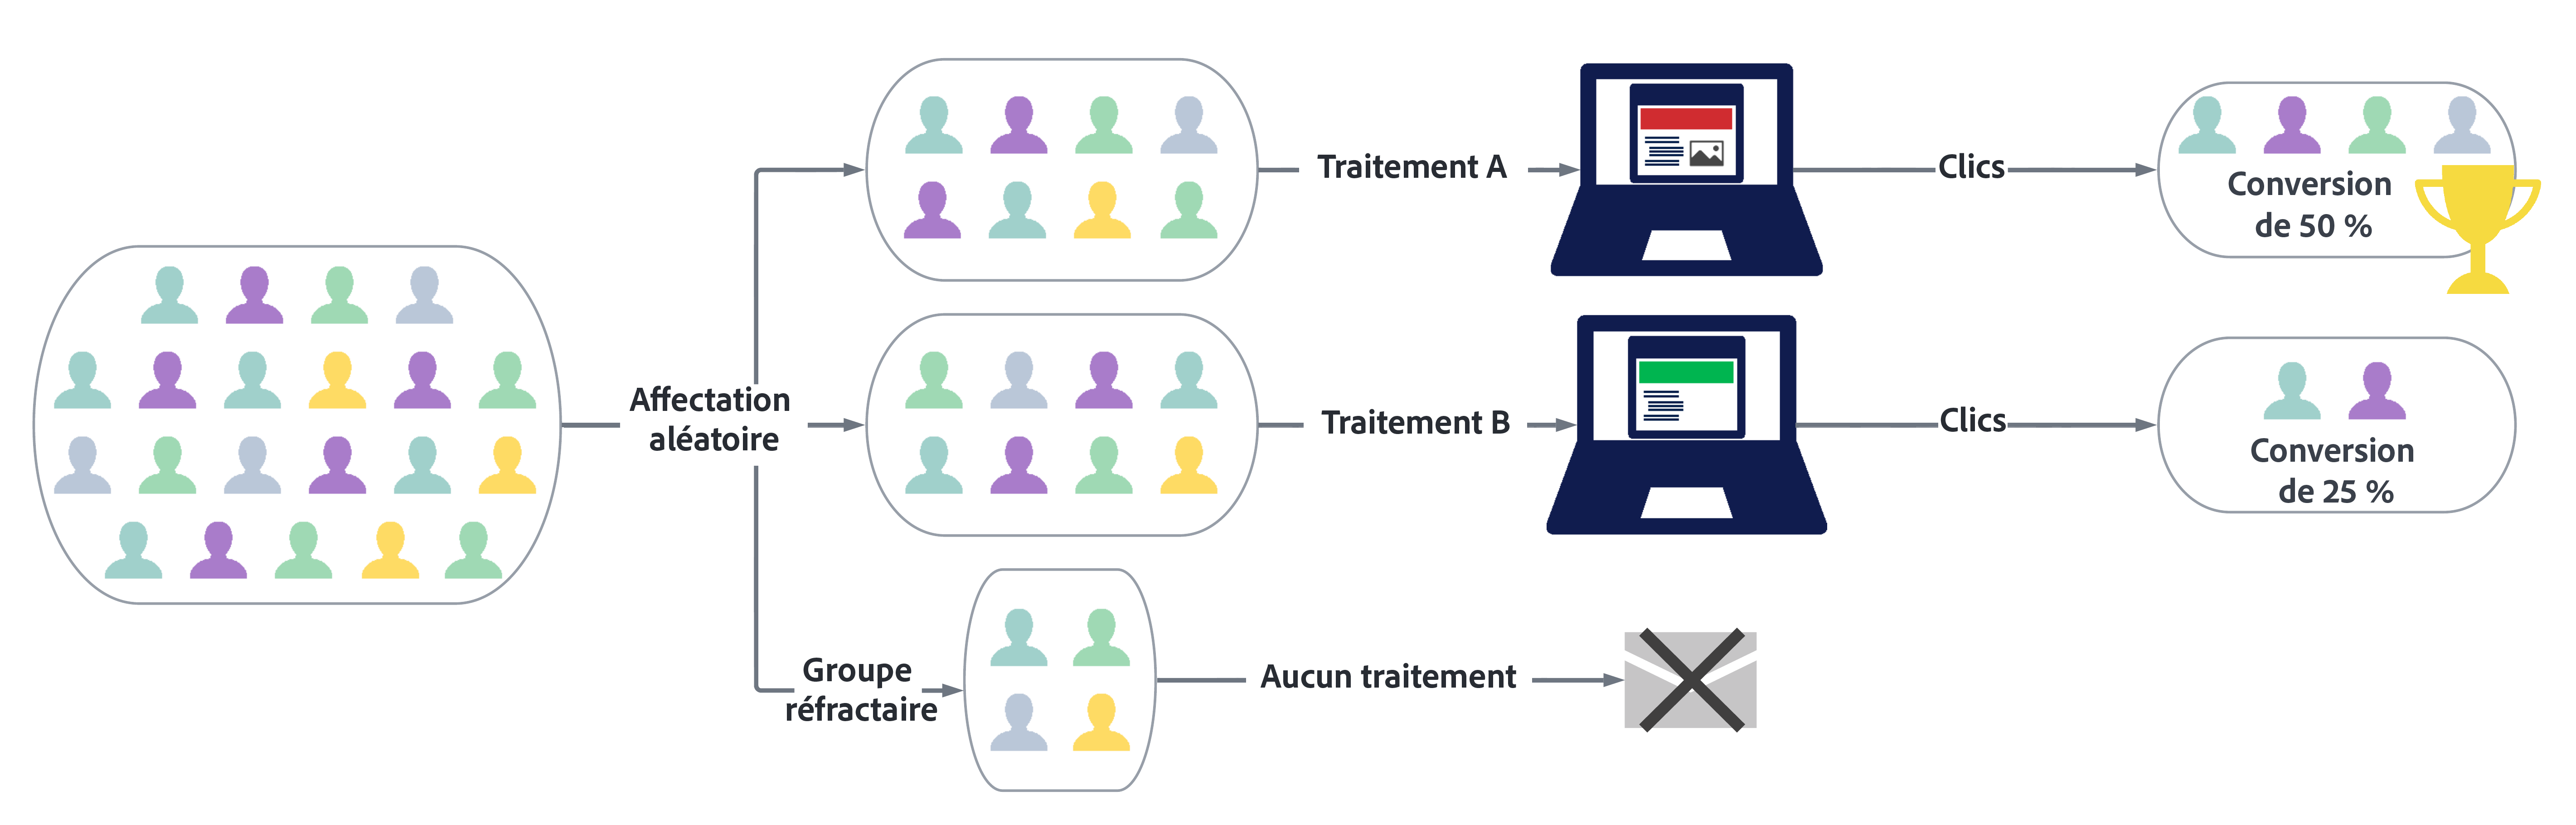 Affectation
aléatoire
Traitement A
Clics
Conversion
de 50 %
Traitement B
Clics
Conversion
de 25 %
Groupe
réfractaire
Aucun traitement